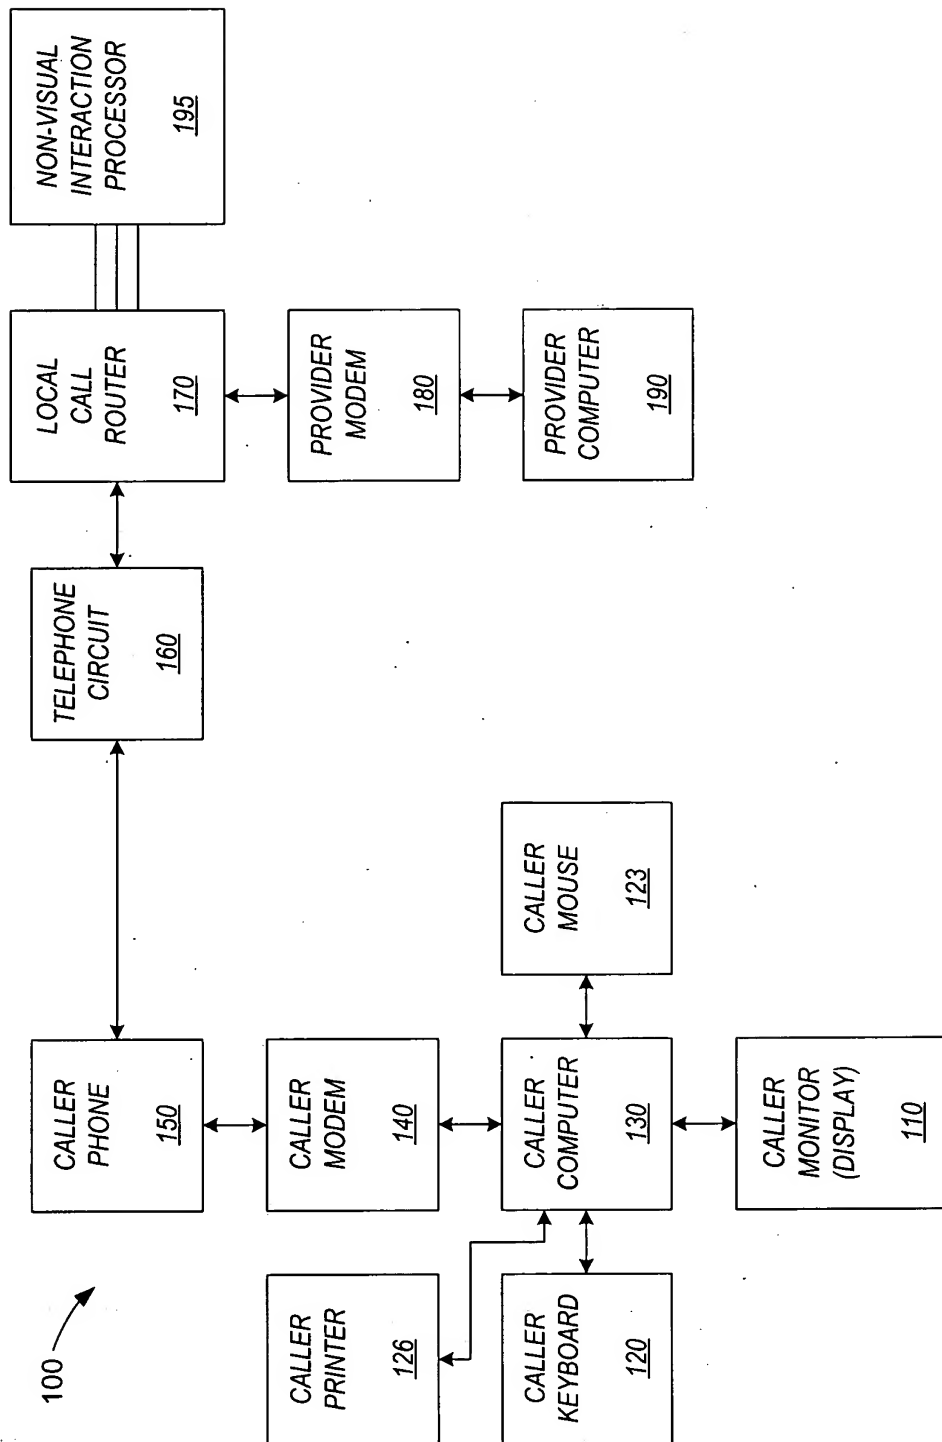 100
CALLER
PRINTER
126
CALLER
KEYBOARD
120
CALLER
PHONE
150
CALLER
MODEM
140
CALLER
COMPUTER
130
CALLER
MONITOR
(DISPLAY)
110
CALLER
MOUSE
123
TELEPHONE
CIRCUIT
160
LOCAL
CALL
ROUTER
170
PROVIDER
MODEM
180
PROVIDER
COMPUTER
190
NON-VISUAL
INTERACTION
PROCESSOR
195